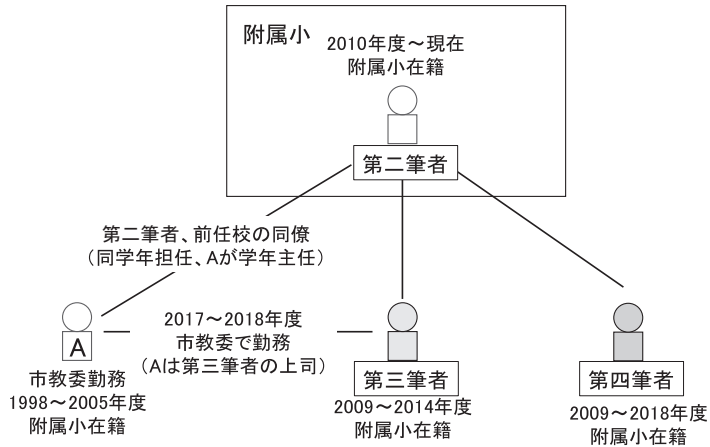 附属小
2010年度～現在
附属小在籍
第二筆者
第二筆者、前任校の同僚
（同学年担任、Aが学年主任）
2017～2018年度
市教委で勤務
（Aは第三筆者の上司）
A
市教委勤務
1998～2005年度
附属小在籍
第三筆者
2009～2014年度
附属小在籍
第四筆者
2009～2018年度
附属小在籍